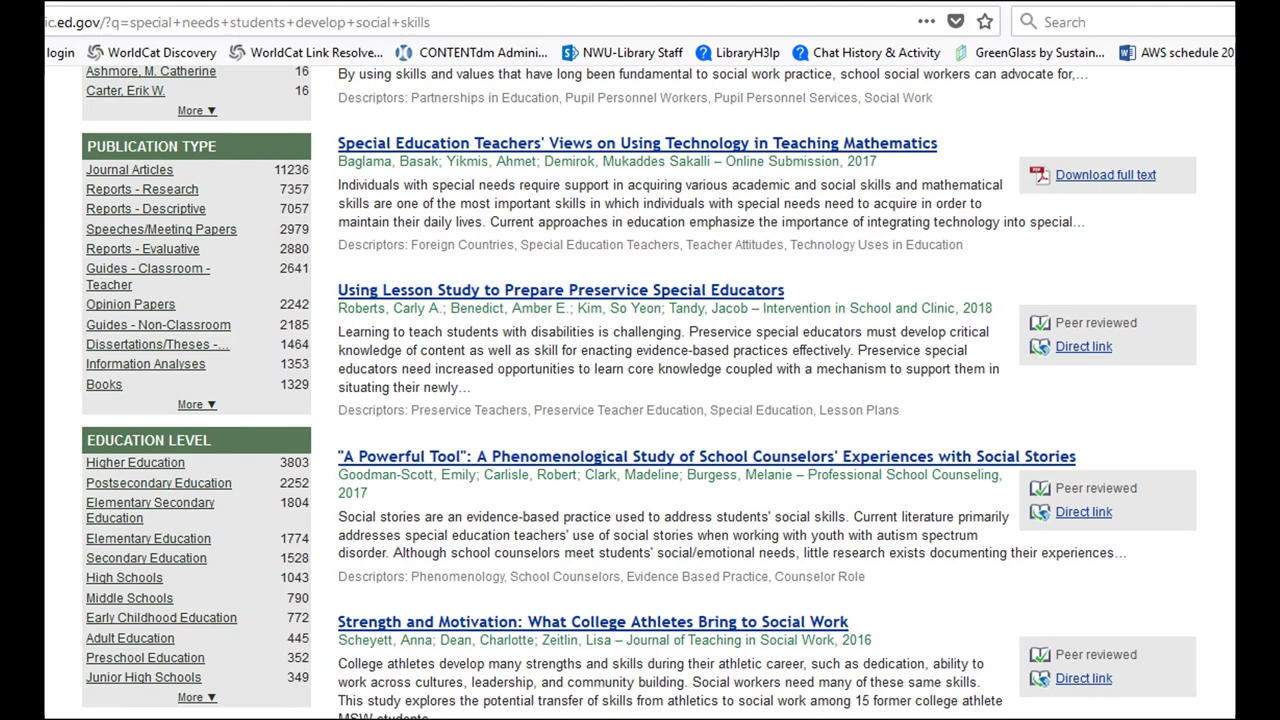 ic.ed.gov/?q=special+needs+students+develop+social+skills
Search
login
WorldCat Discovery
WorldCat Link Resolve...
CONTENTdm Admini...
NWU-Library Staff
LibraryH3lp
Chat History & Activity
GreenGlass by Sustain...
AWS schedule 20
Ashmore, M. Catherine 16
Carter, Erik W. 16
More ▼
PUBLICATION TYPE
Journal Articles 11236
Reports - Research 7357
Reports - Descriptive 7057
Speeches/Meeting Papers 2979
Reports - Evaluative 2880
Guides - Classroom - 2641
Teacher
Opinion Papers 2242
Guides - Non-Classroom 2185
Dissertations/Theses -... 1464
Information Analyses 1353
Books 1329
More ▼
EDUCATION LEVEL
Higher Education 3803
Postsecondary Education 2252
Elementary Secondary 1804
Education
Elementary Education 1774
Secondary Education 1528
High Schools 1043
Middle Schools 790
Early Childhood Education 772
Adult Education 445
Preschool Education 352
Junior High Schools 349
More ▼
By using skills and values that have long been fundamental to social work practice, school social workers can advocate for,...
Descriptors: Partnerships in Education, Pupil Personnel Workers, Pupil Personnel Services, Social Work
Special Education Teachers' Views on Using Technology in Teaching Mathematics
Baglama, Basak; Yikmis, Ahmet; Demirok, Mukaddes Sakalli – Online Submission, 2017
Download full text
Individuals with special needs require support in acquiring various academic and social skills and mathematical
skills are one of the most important skills in which individuals with special needs need to acquire in order to
maintain their daily lives. Current approaches in education emphasize the importance of integrating technology into special...
Descriptors: Foreign Countries, Special Education Teachers, Teacher Attitudes, Technology Uses in Education
Using Lesson Study to Prepare Preservice Special Educators
Roberts, Carly A.; Benedict, Amber E.; Kim, So Yeon; Tandy, Jacob – Intervention in School and Clinic, 2018
Peer reviewed
Direct link
Learning to teach students with disabilities is challenging. Preservice special educators must develop critical
knowledge of content as well as skill for enacting evidence-based practices effectively. Preservice special
educators need increased opportunities to learn core knowledge coupled with a mechanism to support them in
situating their newly...
Descriptors: Preservice Teachers, Preservice Teacher Education, Special Education, Lesson Plans
"A Powerful Tool": A Phenomenological Study of School Counselors' Experiences with Social Stories
Goodman-Scott, Emily; Carlisle, Robert; Clark, Madeline; Burgess, Melanie – Professional School Counseling,
2017
Peer reviewed
Direct link
Social stories are an evidence-based practice used to address students' social skills. Current literature primarily
addresses special education teachers' use of social stories when working with youth with autism spectrum
disorder. Although school counselors meet students' social/emotional needs, little research exists documenting their experiences...
Descriptors: Phenomenology, School Counselors, Evidence Based Practice, Counselor Role
Strength and Motivation: What College Athletes Bring to Social Work
Scheyett, Anna; Dean, Charlotte; Zeitlin, Lisa – Journal of Teaching in Social Work, 2016
Peer reviewed
Direct link
College athletes develop many strengths and skills during their athletic career, such as dedication, ability to
work across cultures, leadership, and community building. Social workers need many of these same skills.
This study explores the potential transfer of skills from athletics to social work among 15 former college athlete
MSW students.